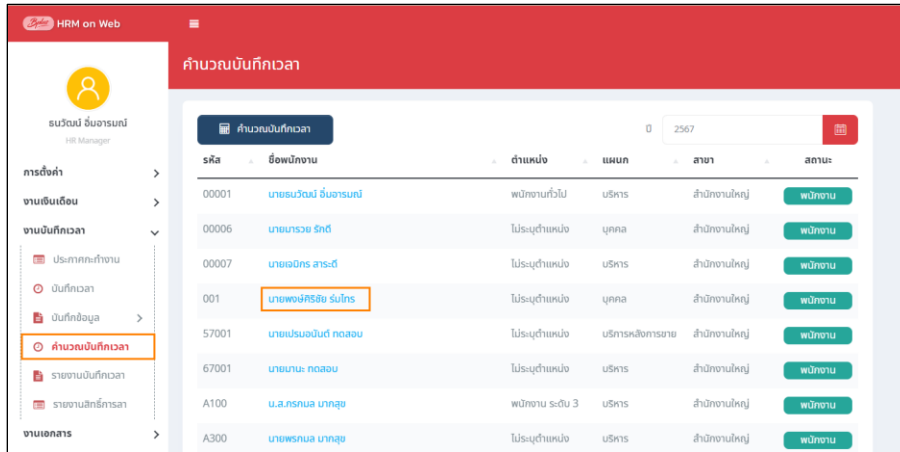 Byte HRM on Web
คำนวณบันทึกเวลา
ธนวัฒน์ อิ่มอารมณ์
HR Manager
การตั้งค่า
งานเงินเดือน
งานบันทึกเวลา
ประกาศกะทำงาน
บันทึกเวลา
บันทึกข้อมูล
คำนวณบันทึกเวลา
รายงานบันทึกเวลา
รายงานสิทธิ์การลา
งานเอกสาร
คำนวณบันทึกเวลา ปี 2567
รหัส ชื่อพนักงาน ตำแหน่ง แผนก สาขา สถานะ
00001 นายธนวัฒน์ อิ่มอารมณ์ พนักงานทั่วไป บริหาร สำนักงานใหญ่ พนักงาน
00006 นายมารวย รักดี ไม่ระบุตำแหน่ง บุคคล สำนักงานใหญ่ พนักงาน
00007 นายเจมิกร สาระดี ไม่ระบุตำแหน่ง บริหาร สำนักงานใหญ่ พนักงาน
001 นายพงษ์ศิริชัย ร่มไทร ไม่ระบุตำแหน่ง บุคคล สำนักงานใหญ่ พนักงาน
57001 นายเปรมอนันต์ ทดสอบ ไม่ระบุตำแหน่ง บริการหลังการขาย สำนักงานใหญ่ พนักงาน
67001 นายมานะ ทดสอบ ไม่ระบุตำแหน่ง บริหาร สำนักงานใหญ่ พนักงาน
A100 น.ส.กรกมล มากสุข พนักงาน ระดับ 3 บริหาร สำนักงานใหญ่ พนักงาน
A300 นายพรกมล มากสุข ไม่ระบุตำแหน่ง บริหาร สำนักงานใหญ่ พนักงาน